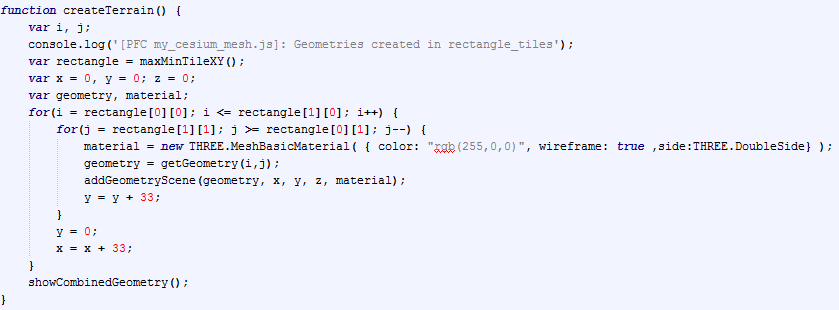 function createTerrain() {
var i, j;
console.log('[PFC my_cesium_mesh.js]: Geometries created in rectangle_tiles');
var rectangle = maxMinTileXY();
var x = 0, y = 0; z = 0;
var geometry, material;
for(i = rectangle[0][0]; i <= rectangle[1][0]; i++) {
for(j = rectangle[1][1]; j >= rectangle[0][1]; j--) {
material = new THREE.MeshBasicMaterial( { color: "rgb(255,0,0)", wireframe: true ,side:THREE.DoubleSide} );
geometry = getGeometry(i,j);
addGeometryScene(geometry, x, y, z, material);
y = y + 33;
}
y = 0;
x = x + 33;
}
showCombinedGeometry();
}